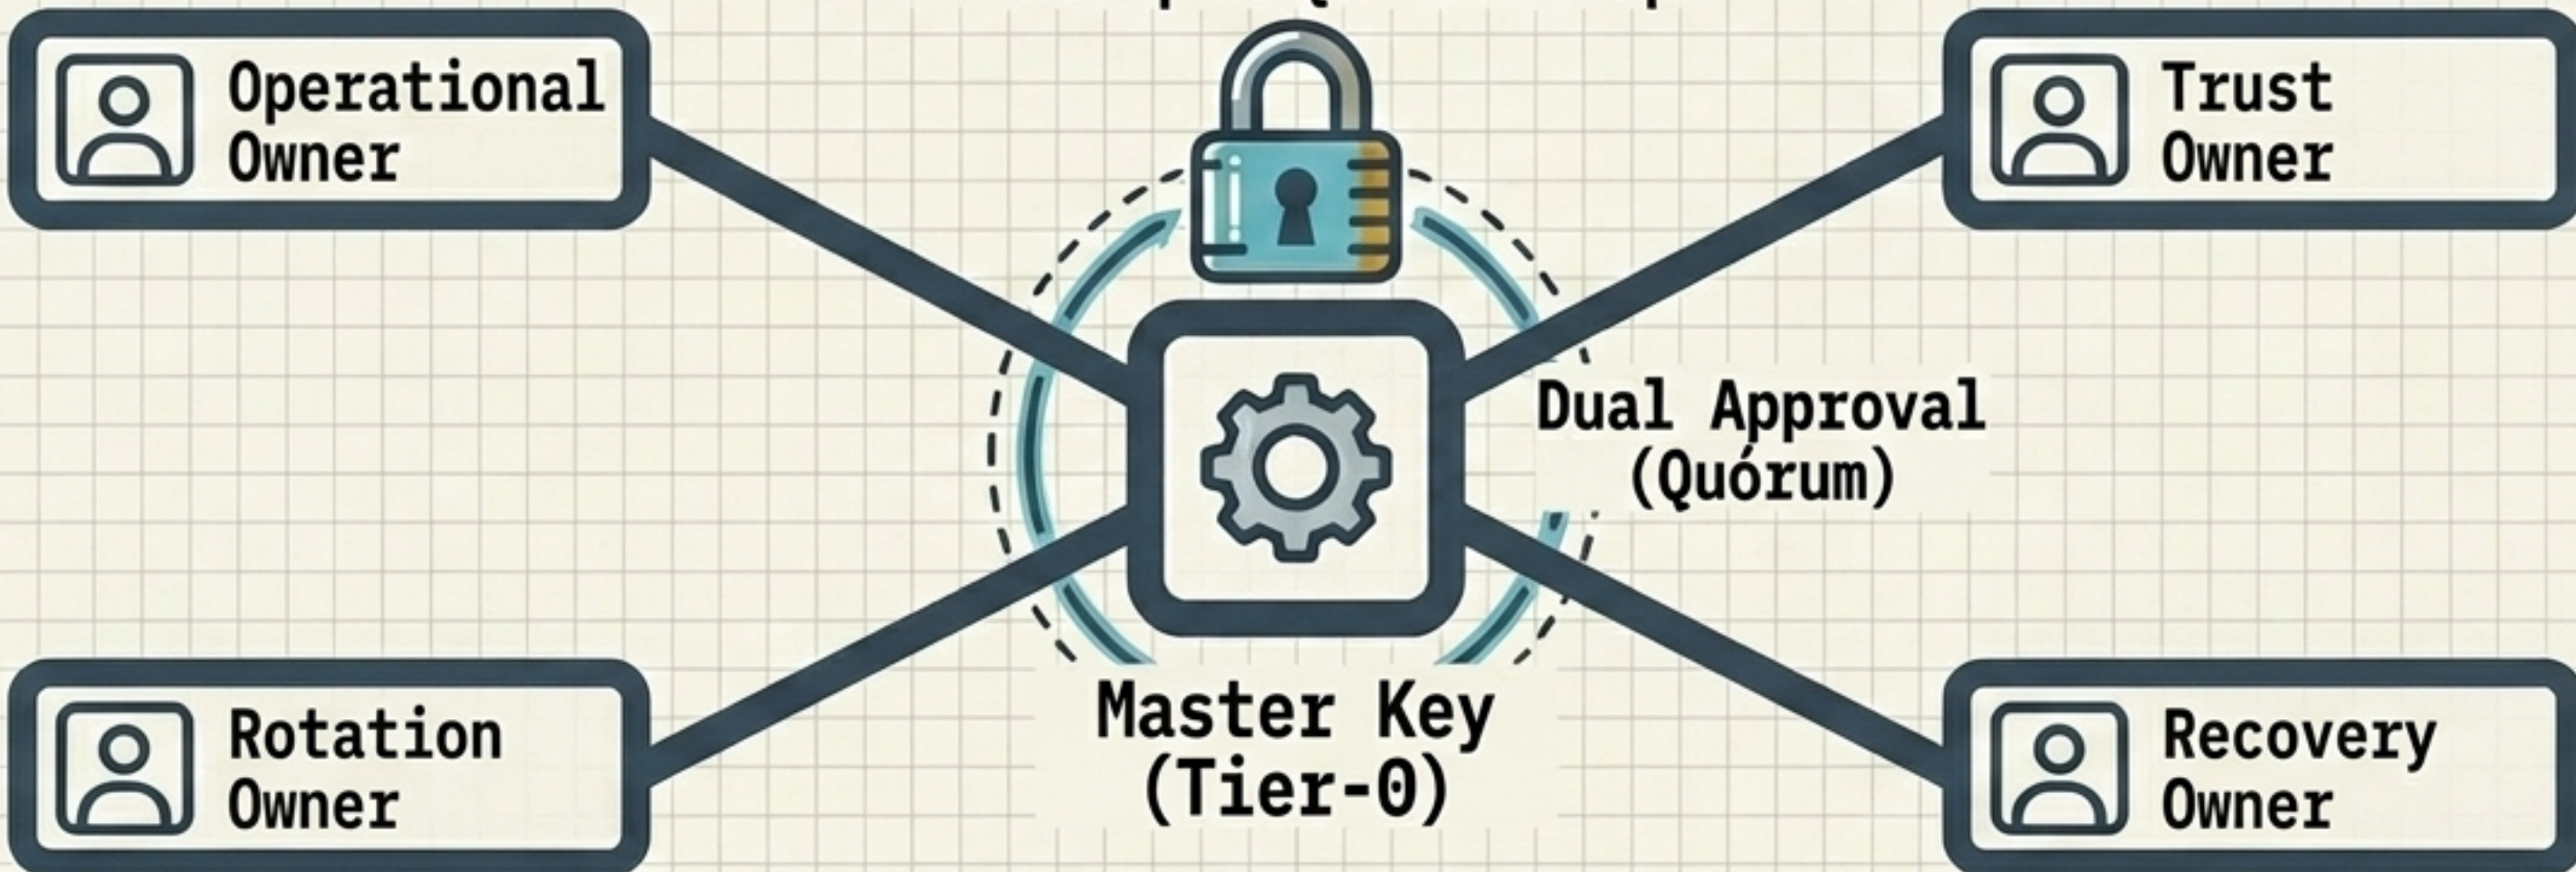 Operational
Owner
Trust
Owner
Dual Approval
(Quórum)
Master Key
(Tier-0)
Rotation
Owner
Recovery
Owner